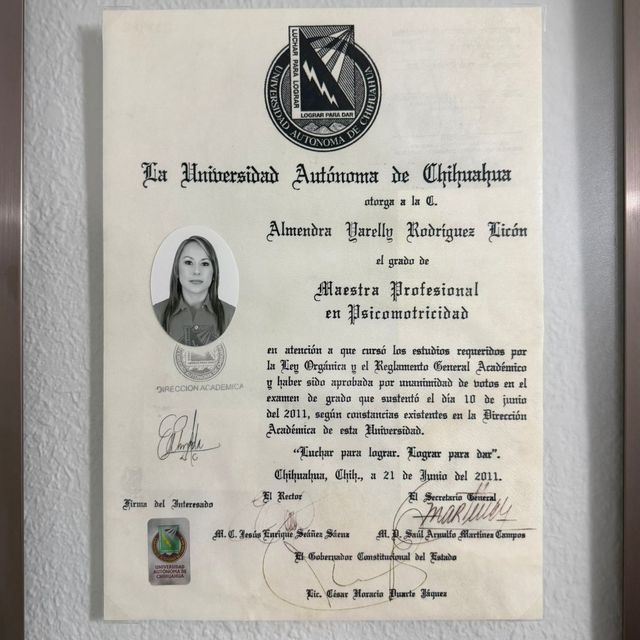 LUCHAR PARA LOGRAR
LOGRAR PARA DAR
UNIVERSIDAD AUTONOMA DE CHIHUAHUA
La Universidad Autónoma de Chihuahua
otorga a la C.
Almendra Yarelly Rodríguez Licón
el grado de
Maestra Profesional
en Psicomotricidad
en atención a que cursó los estudios requeridos por
la Ley Orgánica y el Reglamento General Académico
y haber sido aprobada por unanimidad de votos en el
examen de grado que sustentó el día 10 de junio
del 2011, según constancias existentes en la Dirección
Académica de esta Universidad.
"Luchar para lograr. Lograr para dar".
Chihuahua, Chih., a 21 de Junio del 2011.
DIRECCION ACADEMICA
Firma del Interesado
El Rector
El Secretario General
M. C. Jesús Enrique Seáñez Sáenz
M. D. Saúl Arnulfo Martínez Campos
El Gobernador Constitucional del Estado
Lic. César Horacio Duarte Jáquez
UNIVERSIDAD
AUTÓNOMA DE
CHIHUAHUA